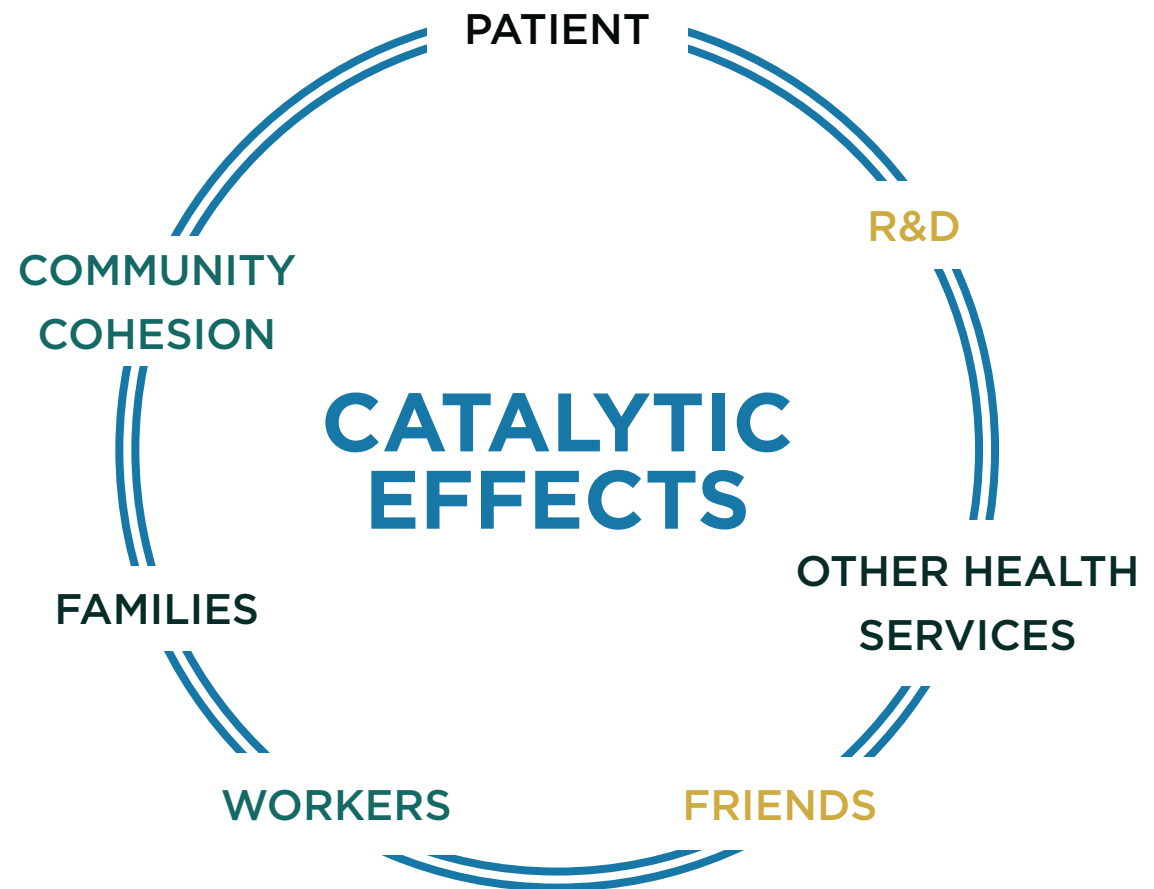 PATIENT
R&D
COMMUNITY
COHESION
CATALYTIC
EFFECTS
OTHER HEALTH
SERVICES
FAMILIES
WORKERS
FRIENDS